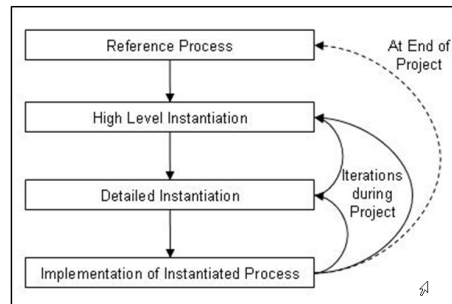 Reference Process
At End of
Project
High Level Instantiation
Iterations
during
Project
Detailed Instantiation
Implementation of Instantiated Process